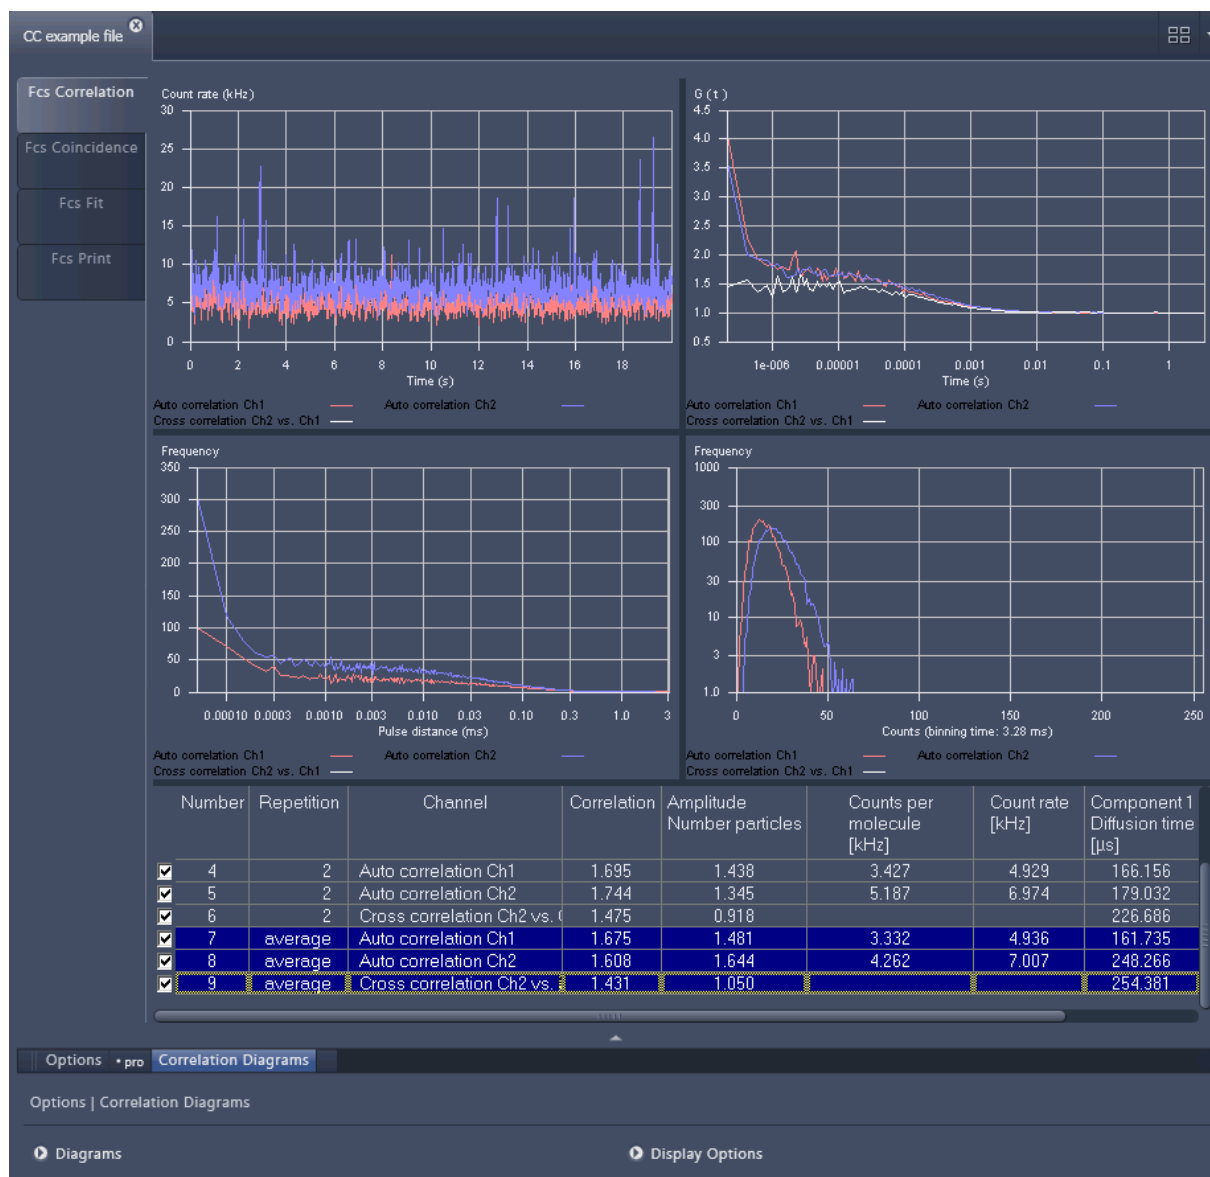 CC example file
Fcs Correlation
Fcs Coincidence
Fcs Fit
Fcs Print
Count rate (kHz)
30
25
20
15
10
5
0
0 2 4 6 8 10 12 14 16 18
Time (s)
Auto correlation Ch1 Auto correlation Ch2
Cross correlation Ch2 vs. Ch1
G (t)
4.5
4.0
3.5
3.0
2.5
2.0
1.5
1.0
0.5
1e-006 0.00001 0.0001 0.001 0.01 0.1 1
Time (s)
Auto correlation Ch1 Auto correlation Ch2
Cross correlation Ch2 vs. Ch1
Frequency
350
300
250
200
150
100
50
0
0.00010 0.0003 0.0010 0.003 0.010 0.03 0.10 0.3 1.0 3
Pulse distance (ms)
Auto correlation Ch1 Auto correlation Ch2
Cross correlation Ch2 vs. Ch1
Frequency
1000
300
100
30
10
3
1.0
0 50 100 150 200 250
Counts (binning time: 3.28 ms)
Auto correlation Ch1 Auto correlation Ch2
Cross correlation Ch2 vs. Ch1
Number Repetition Channel Correlation Amplitude Counts per Count rate Component 1
Number particles molecule [kHz] Diffusion time
[kHz] [µs]
4 2 Auto correlation Ch1 1.695 1.438 3.427 4.929 166.156
5 2 Auto correlation Ch2 1.744 1.345 5.187 6.974 179.032
6 2 Cross correlation Ch2 vs. 1.475 0.918 226.686
7 average Auto correlation Ch1 1.675 1.481 3.332 4.936 161.735
8 average Auto correlation Ch2 1.608 1.644 4.262 7.007 248.266
9 average Cross correlation Ch2 vs. 1.431 1.050 254.381
Options • pro Correlation Diagrams
Options | Correlation Diagrams
Diagrams Display Options